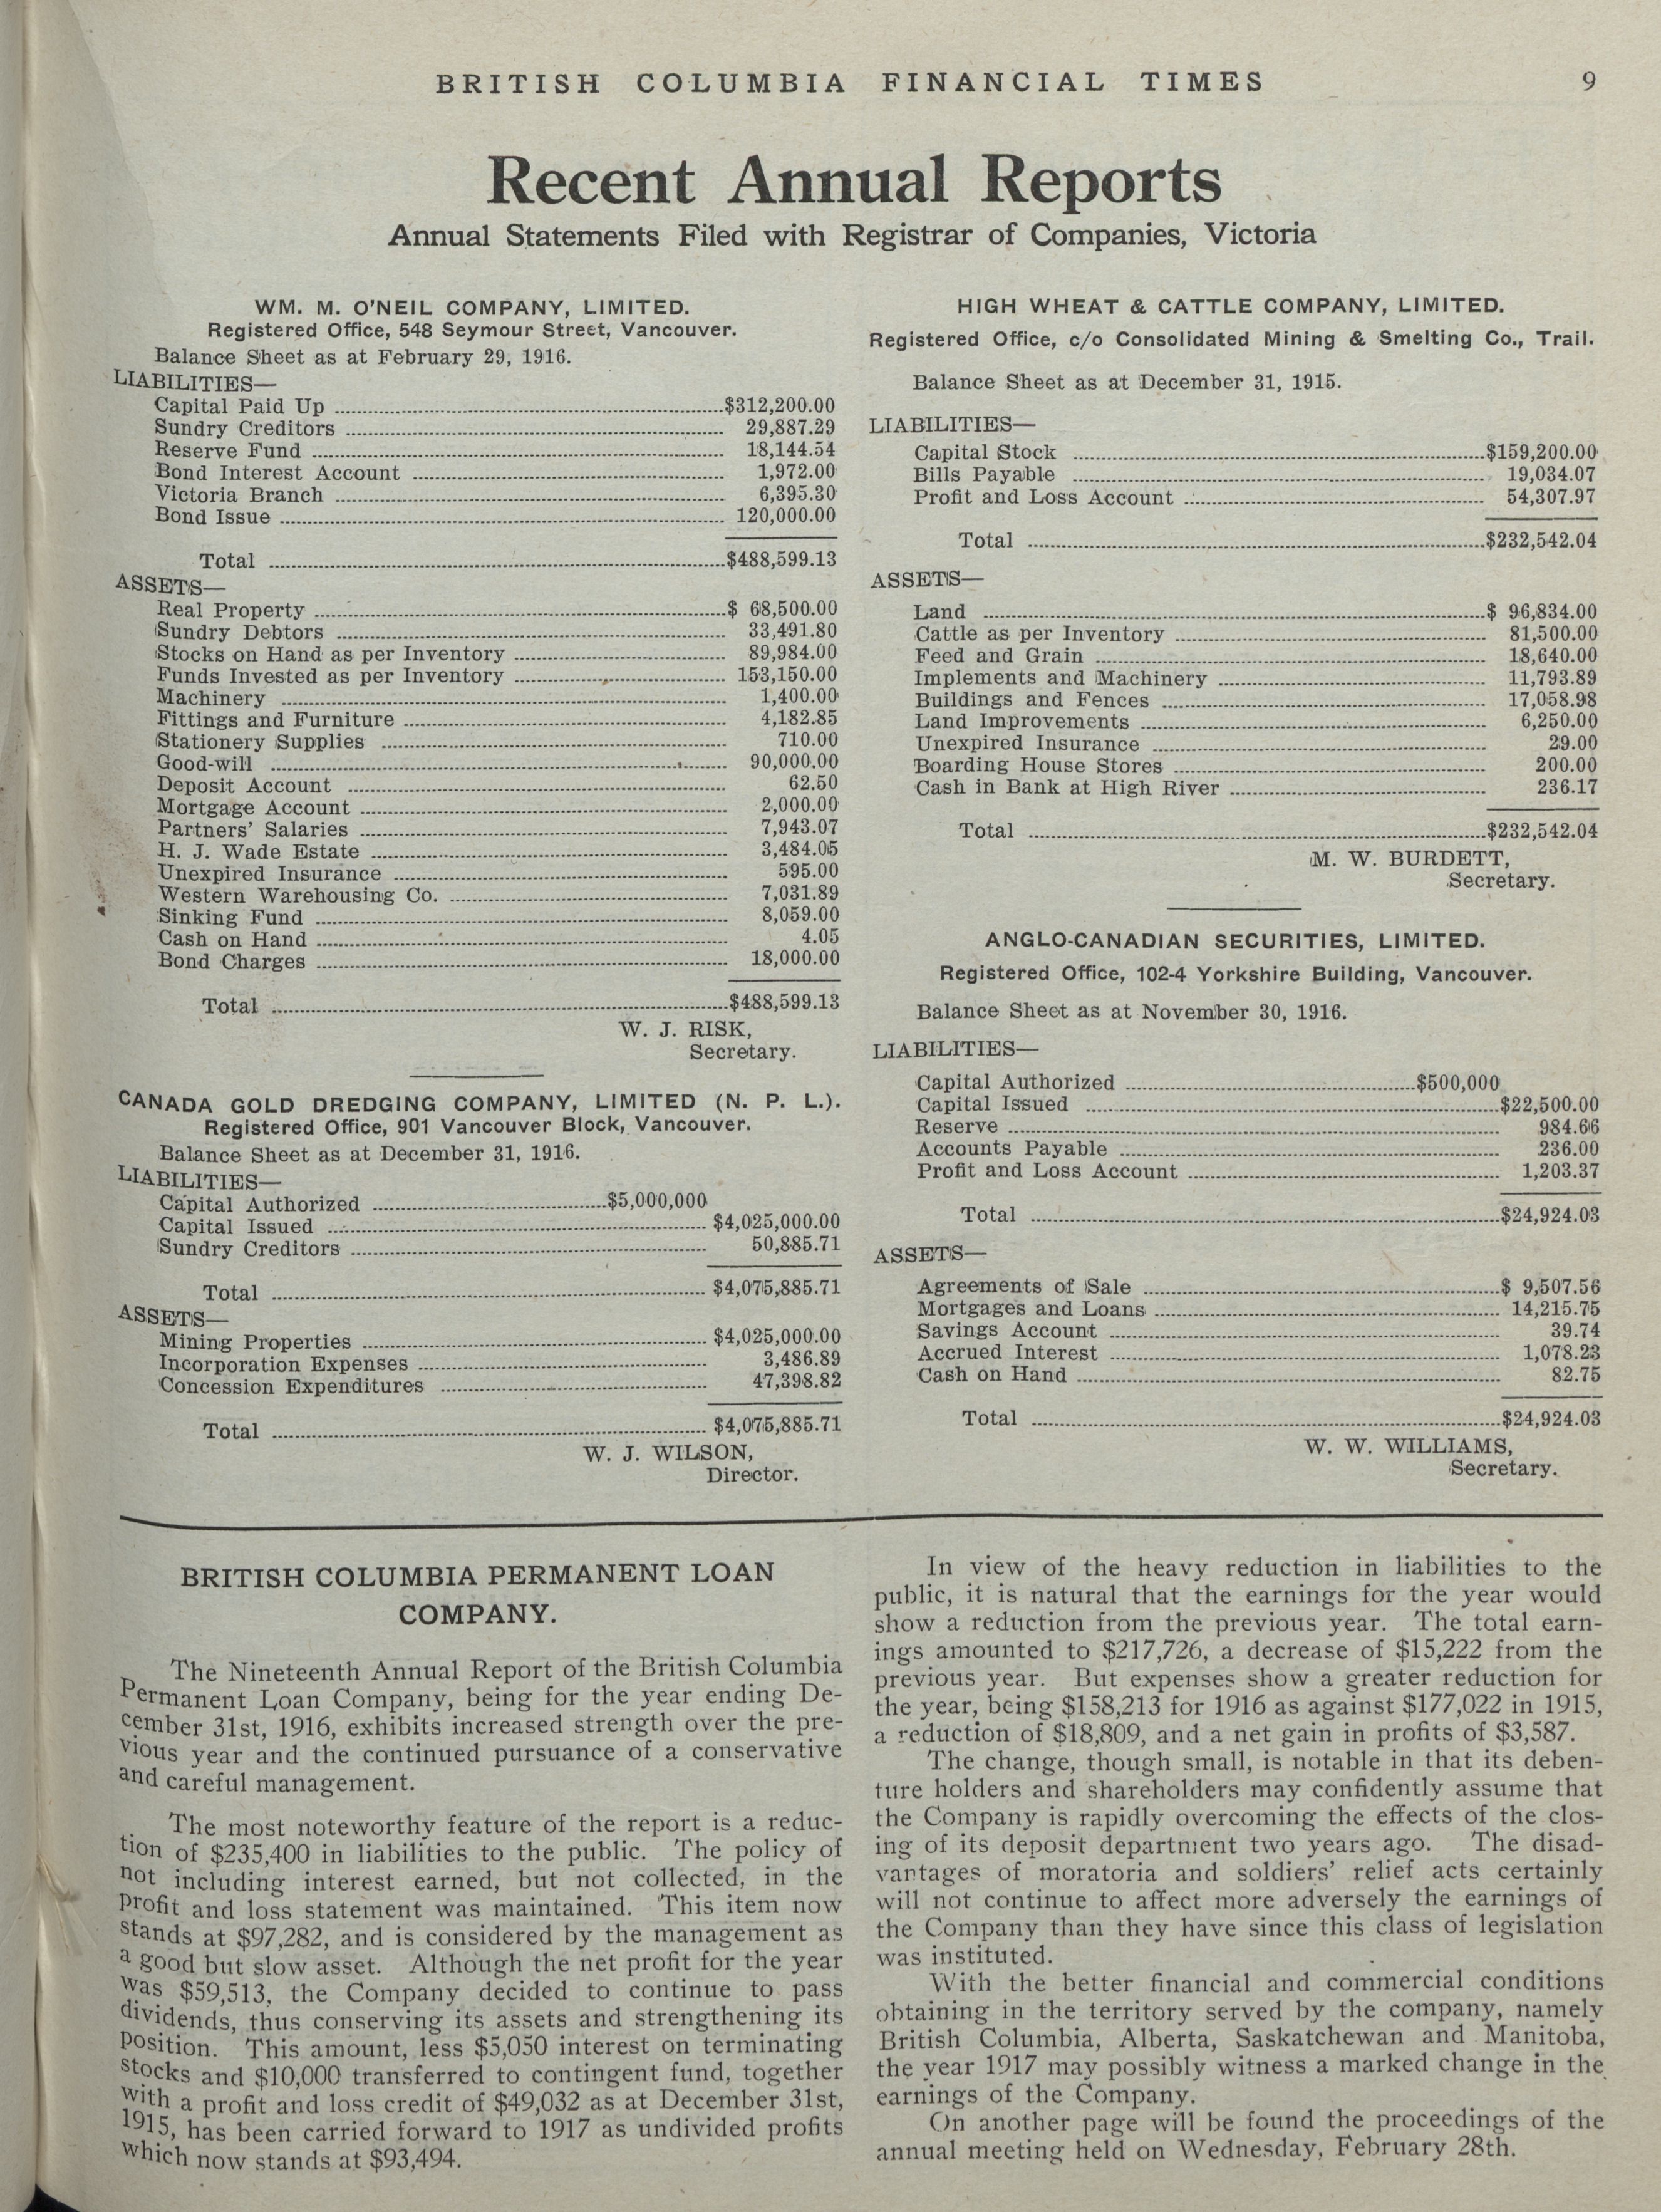 BRITISH COLUMBIA FINANCIAL TIMES 9
Recent Annual Reports
Annual Statements Filed with Registrar of Companies, Victoria
WM. M. O'NEIL COMPANY, LIMITED.
Registered Office, 548 Seymour Street, Vancouver.
Balance Sheet as at February 29, 1916.
LIABILITIES—
Capital Paid Up $312,200.00
Sundry Creditors 29,887.29
Reserve Fund 18,144.54
Bond Interest Account 1,972.00
Victoria Branch 6,395.30
Bond Issue 120,000.00
Total $488,599.13
ASSETS—
Real Property $ 68,500.00
Sundry Debtors 33,491.80
Stocks on Hand as per Inventory 89,984.00
Funds Invested as per Inventory 153,150.00
Machinery 1,400.00
Fittings and Furniture 4,182.85
Stationery Supplies 710.00
Good-will 90,000.00
Deposit Account 62.50
Mortgage Account 2,000.00
Partners' Salaries 7,943.07
H. J. Wade Estate 3,484.05
Unexpired Insurance 595.00
Western Warehousing Co. 7,031.89
Sinking Fund 8,059.00
Cash on Hand 4.05
Bond Charges 18,000.00
Total $488,599.13
W. J. RISK,
Secretary.
CANADA GOLD DREDGING COMPANY, LIMITED (N. P. L.).
Registered Office, 901 Vancouver Block, Vancouver.
Balance Sheet as at December 31, 1916.
LIABILITIES—
Capital Authorized $5,000,000
Capital Issued $4,025,000.00
Sundry Creditors 50,885.71
Total $4,075,885.71
ASSETS—
Mining Properties $4,025,000.00
Incorporation Expenses 3,486.89
Concession Expenditures 47,398.82
Total $4,075,885.71
W. J. WILSON,
Director.
HIGH WHEAT & CATTLE COMPANY, LIMITED.
Registered Office, c/o Consolidated Mining & Smelting Co., Trail.
Balance Sheet as at December 31, 1915.
LIABILITIES—
Capital Stock $159,200.00
Bills Payable 19,034.07
Profit and Loss Account 54,307.97
Total $232,542.04
ASSETS—
Land $ 96,834.00
Cattle as per Inventory 81,500.00
Feed and Grain 18,640.00
Implements and Machinery 11,793.89
Buildings and Fences 17,058.98
Land Improvements 6,250.00
Unexpired Insurance 29.00
Boarding House Stores 200.00
Cash in Bank at High River 236.17
Total $232,542.04
M. W. BURDETT,
Secretary.
ANGLO-CANADIAN SECURITIES, LIMITED.
Registered Office, 102-4 Yorkshire Building, Vancouver.
Balance Sheet as at November 30, 1916.
LIABILITIES—
Capital Authorized $500,000
Capital Issued $22,500.00
Reserve 984.66
Accounts Payable 236.00
Profit and Loss Account 1,203.37
Total $24,924.03
ASSETS—
Agreements of Sale $ 9,507.56
Mortgages and Loans 14,215.75
Savings Account 39.74
Accrued Interest 1,078.23
Cash on Hand 82.75
Total $24,924.03
W. W. WILLIAMS,
Secretary.
BRITISH COLUMBIA PERMANENT LOAN
COMPANY.
The Nineteenth Annual Report of the British Columbia
Permanent Loan Company, being for the year ending De-
cember 31st, 1916, exhibits increased strength over the pre-
vious year and the continued pursuance of a conservative
and careful management.
The most noteworthy feature of the report is a reduc-
tion of $235,400 in liabilities to the public. The policy of
not including interest earned, but not collected, in the
profit and loss statement was maintained. This item now
stands at $97,282, and is considered by the management as
a good but slow asset. Although the net profit for the year
was $59,513, the Company decided to continue to pass
dividends, thus conserving its assets and strengthening its
position. This amount, less $5,050 interest on terminating
stocks and $10,000 transferred to contingent fund, together
with a profit and loss credit of $49,032 as at December 31st,
1915, has been carried forward to 1917 as undivided profits
which now stands at $93,494.
In view of the heavy reduction in liabilities to the
public, it is natural that the earnings for the year would
show a reduction from the previous year. The total earn-
ings amounted to $217,726, a decrease of $15,222 from the
previous year. But expenses show a greater reduction for
the year, being $158,213 for 1916 as against $177,022 in 1915,
a reduction of $18,809, and a net gain in profits of $3,587.
The change, though small, is notable in that its deben-
ture holders and shareholders may confidently assume that
the Company is rapidly overcoming the effects of the clos-
ing of its deposit department two years ago. The disad-
vantages of moratoria and soldiers' relief acts certainly
will not continue to affect more adversely the earnings of
the Company than they have since this class of legislation
was instituted.
With the better financial and commercial conditions
obtaining in the territory served by the company, namely
British Columbia, Alberta, Saskatchewan and Manitoba,
the year 1917 may possibly witness a marked change in the
earnings of the Company.
On another page will be found the proceedings of the
annual meeting held on Wednesday, February 28th.